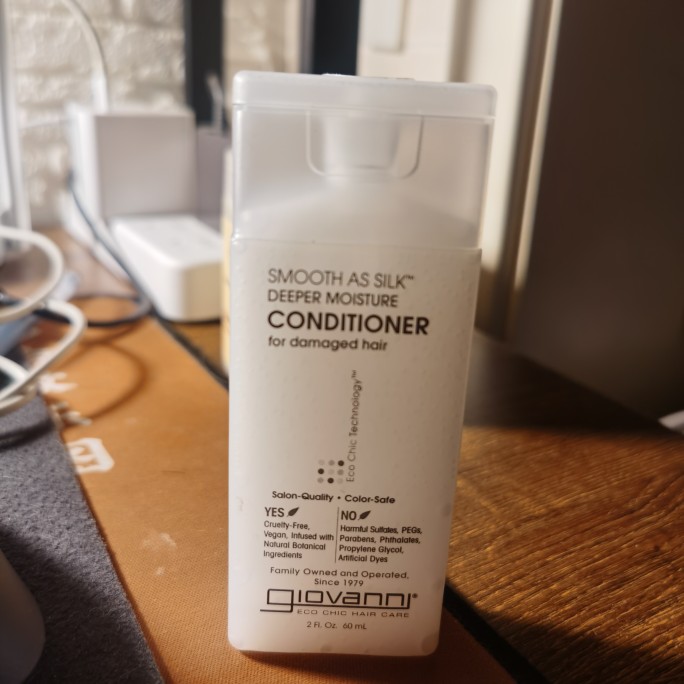 SMOOTH AS SILK™
DEEPER MOISTURE
CONDITIONER
for damaged hair
Eco Chic Technology™
Salon-Quality • Color-Safe
YES
Cruelty-Free,
Vegan, Infused with
Natural Botanical
Ingredients
NO
Harmful Sulfates, PEGs,
Parabens, Phthalates,
Propylene Glycol,
Artificial Dyes
Family Owned and Operated,
Since 1979
giovanni®
ECO CHIC HAIR CARE
2 Fl. Oz. 60 mL